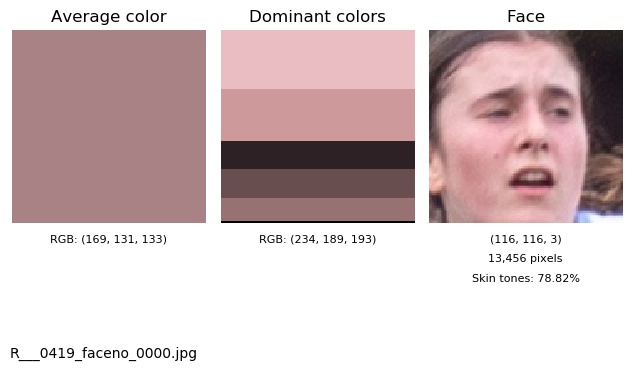 Average color
Dominant colors
Face
RGB: (169, 131, 133)
RGB: (234, 189, 193)
(116, 116, 3)
13,456 pixels
Skin tones: 78.82%
R___0419_faceno_0000.jpg